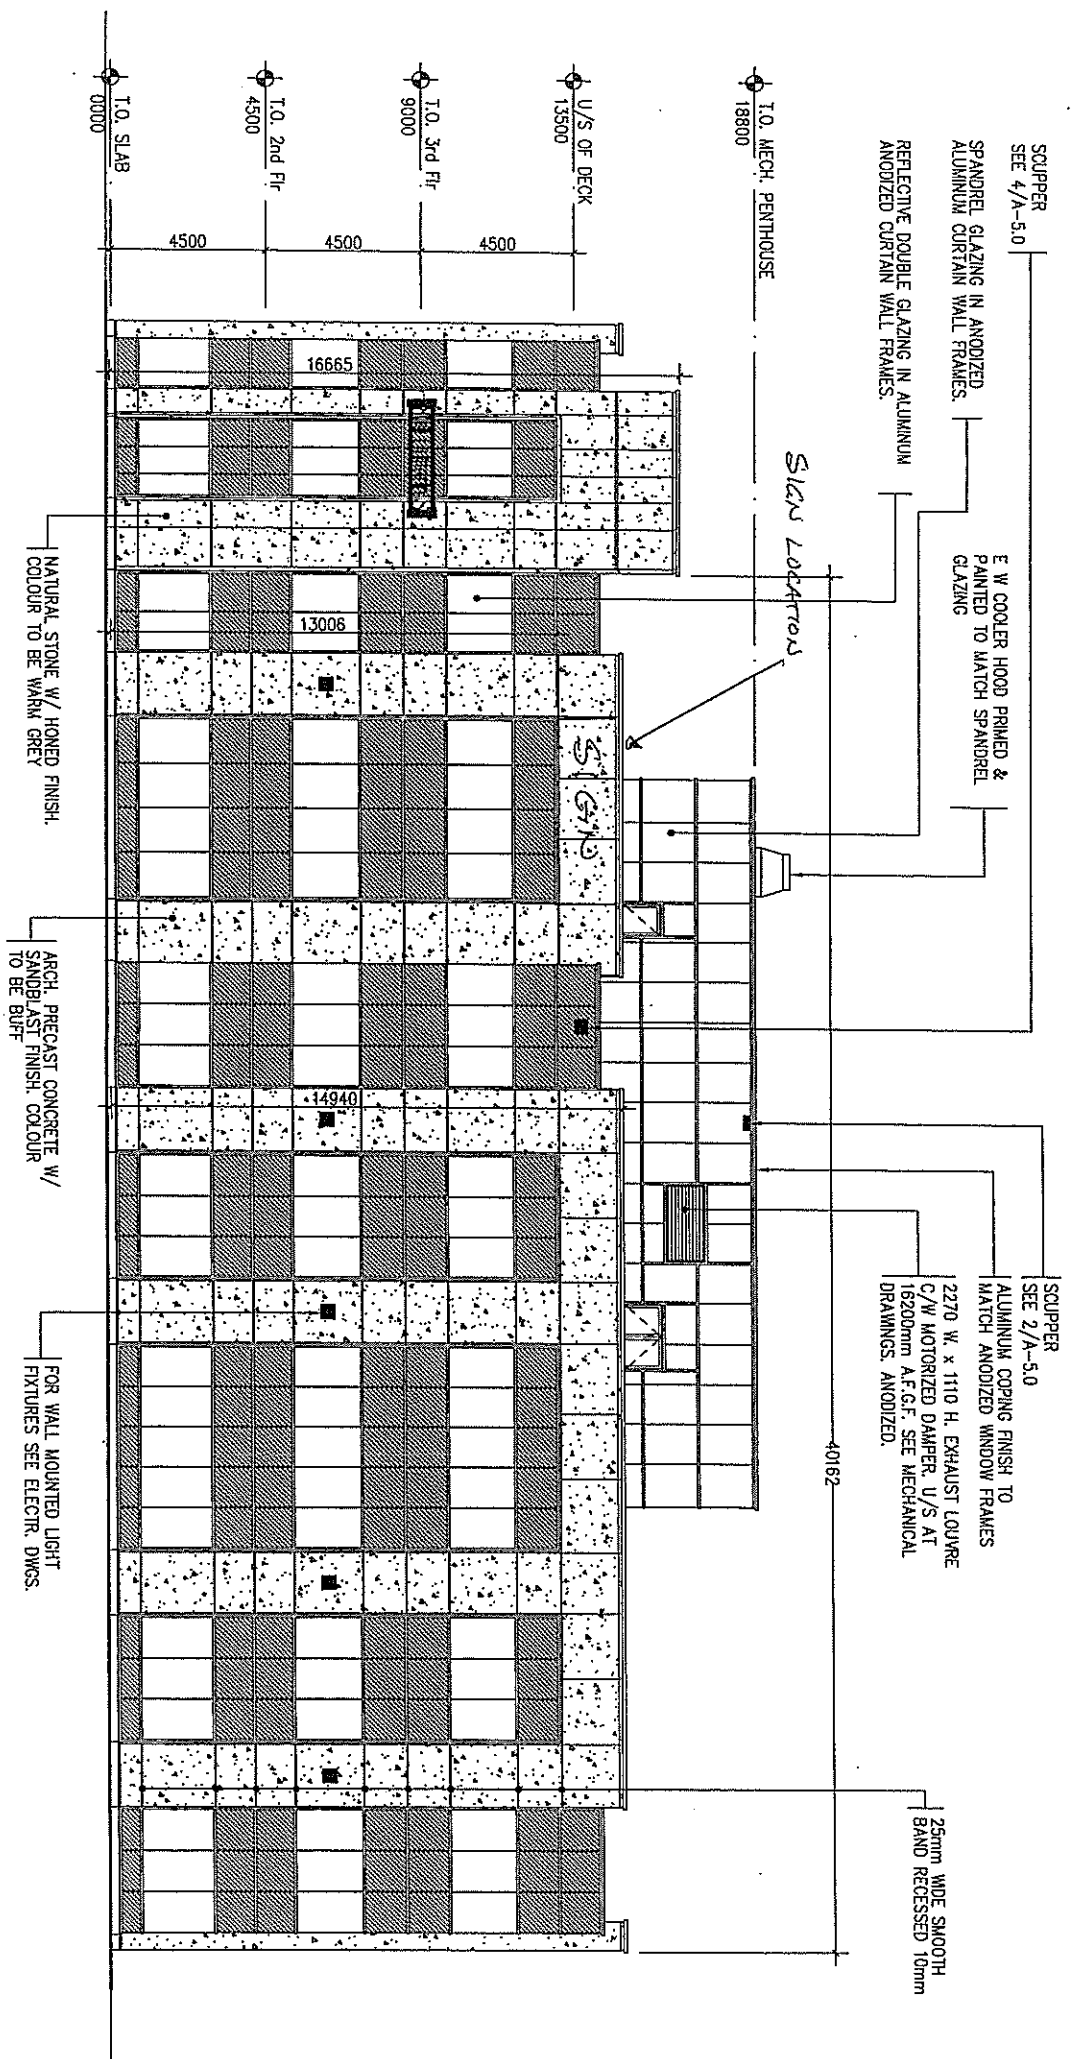 SCUPPER
SEE 4/A-5.0
SPANDREL GLAZING IN ANODIZED
ALUMINUM CURTAIN WALL FRAMES.
REFLECTIVE DOUBLE GLAZING IN ALUMINUM
ANODIZED CURTAIN WALL FRAMES.
E W COOLER HOOD PRIMED &
PAINTED TO MATCH SPANDREL
GLAZING
SCUPPER
SEE 2/A-5.0
ALUMINUM COPING FINISH TO
MATCH ANODIZED WINDOW FRAMES
2270 W. x 1110 H. EXHAUST LOUVRE
C/W MOTORIZED DAMPER. U/S AT
16200mm A.F.G.F. SEE MECHANICAL
DRAWINGS. ANODIZED.
25mm WIDE SMOOTH
BAND RECESSED 10mm
SIGN LOCATION
40162
T.O. MECH. PENTHOUSE
18800
U/S OF DECK
13500
T.O. 3rd Flr
9000
T.O. 2nd Flr
4500
T.O. SLAB
0000
4500
4500
4500
16665
13006
14940
SIGN
NATURAL STONE W/ HONED FINISH.
COLOUR TO BE WARM GREY
ARCH. PRECAST CONCRETE W/
SANDBLAST FINISH. COLOUR
TO BE BUFF
FOR WALL MOUNTED LIGHT
FIXTURES SEE ELECTR. DWGS.